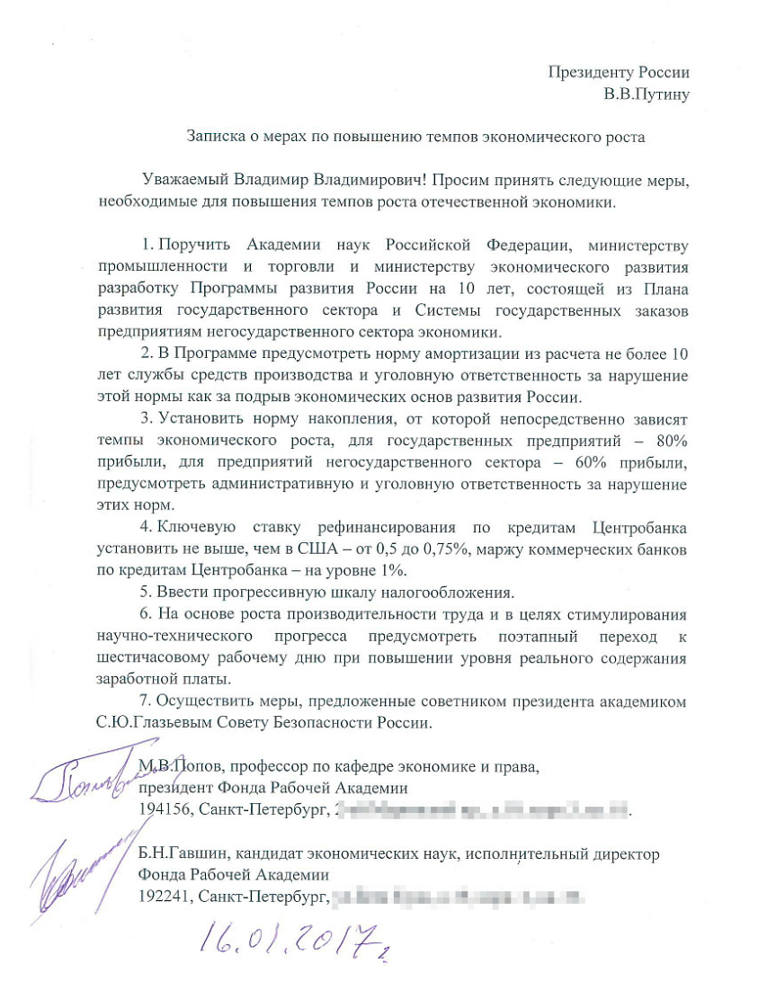 Президенту России
В.В.Путину
Записка о мерах по повышению темпов экономического роста
Уважаемый Владимир Владимирович! Просим принять следующие меры,
необходимые для повышения темпов роста отечественной экономики.
1. Поручить Академии наук Российской Федерации, министерству
промышленности и торговли и министерству экономического развития
разработку Программы развития России на 10 лет, состоящей из Плана
развития государственного сектора и Системы государственных заказов
предприятиям негосударственного сектора экономики.
2. В Программе предусмотреть норму амортизации из расчета не более 10
лет службы средств производства и уголовную ответственность за нарушение
этой нормы как за подрыв экономических основ развития России.
3. Установить норму накопления, от которой непосредственно зависят
темпы экономического роста, для государственных предприятий – 80%
прибыли, для предприятий негосударственного сектора – 60% прибыли,
предусмотреть административную и уголовную ответственность за нарушение
этих норм.
4. Ключевую ставку рефинансирования по кредитам Центробанка
установить не выше, чем в США – от 0,5 до 0,75%, маржу коммерческих банков
по кредитам Центробанка – на уровне 1%.
5. Ввести прогрессивную шкалу налогообложения.
6. На основе роста производительности труда и в целях стимулирования
научно-технического прогресса предусмотреть поэтапный переход к
шестичасовому рабочему дню при повышении уровня реального содержания
заработной платы.
7. Осуществить меры, предложенные советником президента академиком
С.Ю.Глазьевым Совету Безопасности России.
М.В.Попов, профессор по кафедре экономике и права,
президент Фонда Рабочей Академии
194156, Санкт-Петербург,
Б.Н.Гавшин, кандидат экономических наук, исполнительный директор
Фонда Рабочей Академии
192241, Санкт-Петербург,
16.01.2017г.